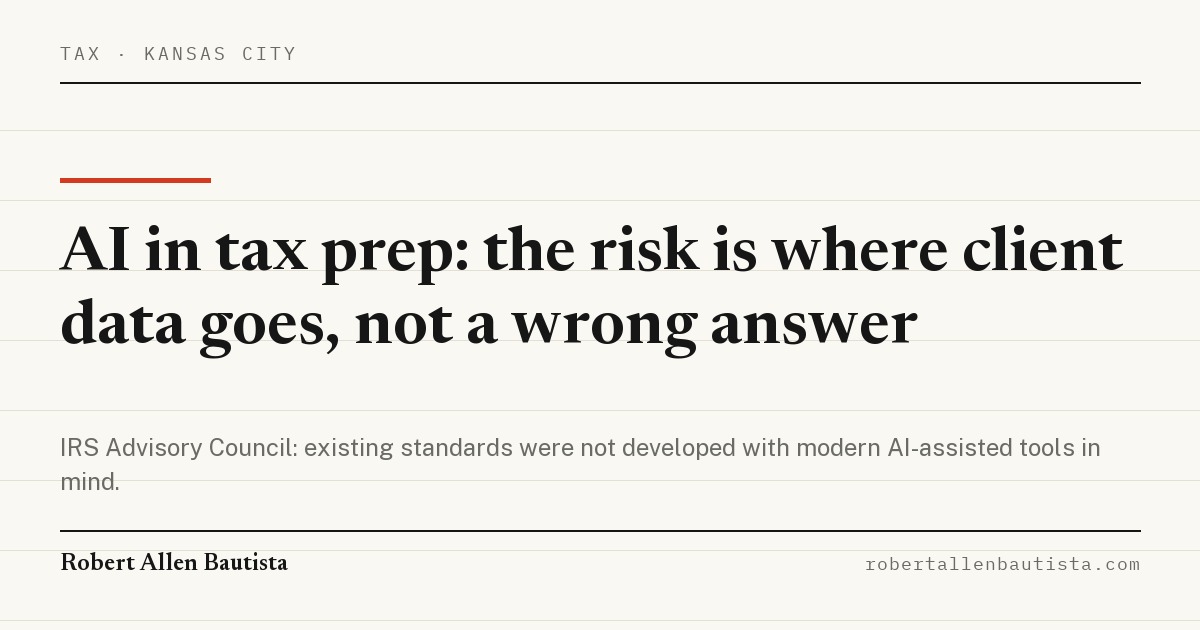 TAX · KANSAS CITY
AI in tax prep: the risk is where client
data goes, not a wrong answer
IRS Advisory Council: existing standards were not developed with modern AI-assisted tools in
mind.
Robert Allen Bautista
robertallenbautista.com